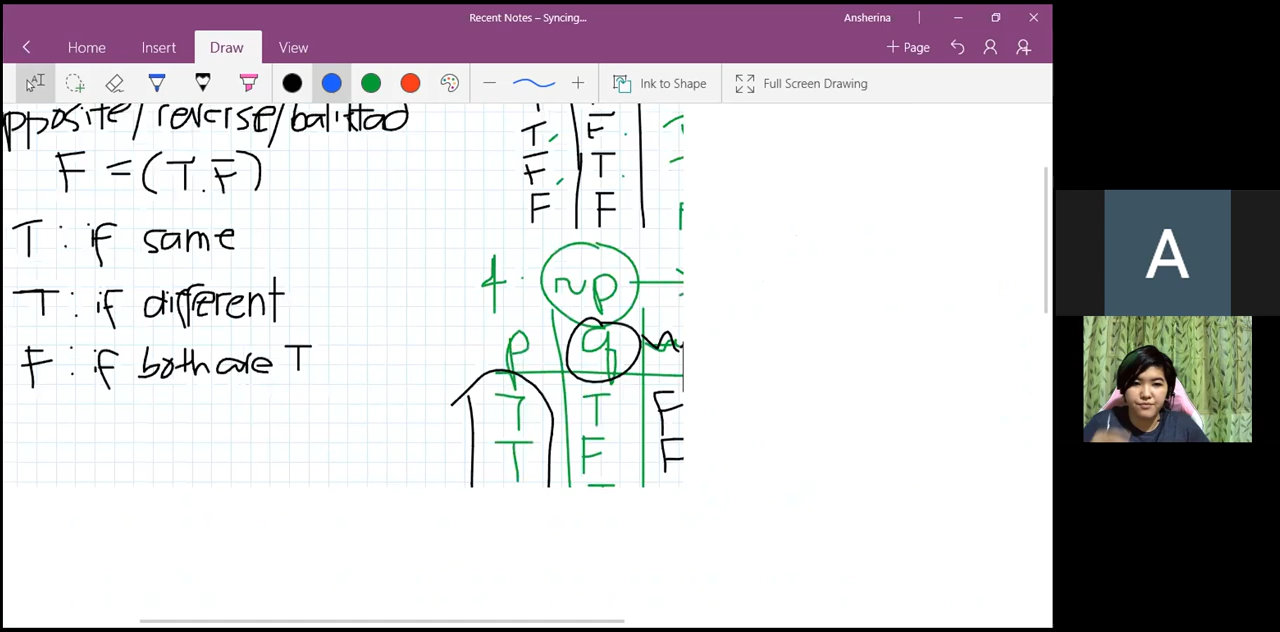 Recent Notes – Syncing...
Ansherina
Home Insert Draw View
Page
Ink to Shape
Full Screen Drawing
pposite/reverse/baliktad
F = (T.F)
T : if same
T : if different
F : if both are T
T F
F T
F F
4. ~p
p q
T T F
T F F
A